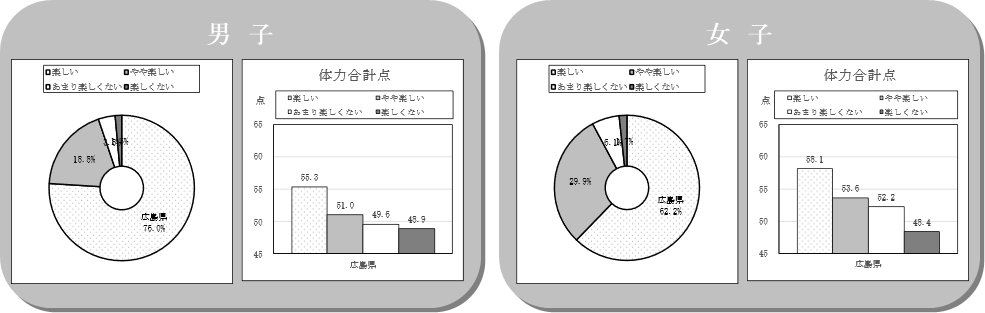 男 子
楽しい やや楽しい
あまり楽しくない 楽しくない
18.8%
広島県
76.0%
体力合計点
点
楽しい やや楽しい
あまり楽しくない 楽しくない
65
60
55
50
45
55.3
51.0
49.6
48.9
広島県
女 子
楽しい やや楽しい
あまり楽しくない 楽しくない
29.9%
広島県
62.2%
体力合計点
点
楽しい やや楽しい
あまり楽しくない 楽しくない
65
60
55
50
45
58.1
53.6
52.2
48.4
広島県